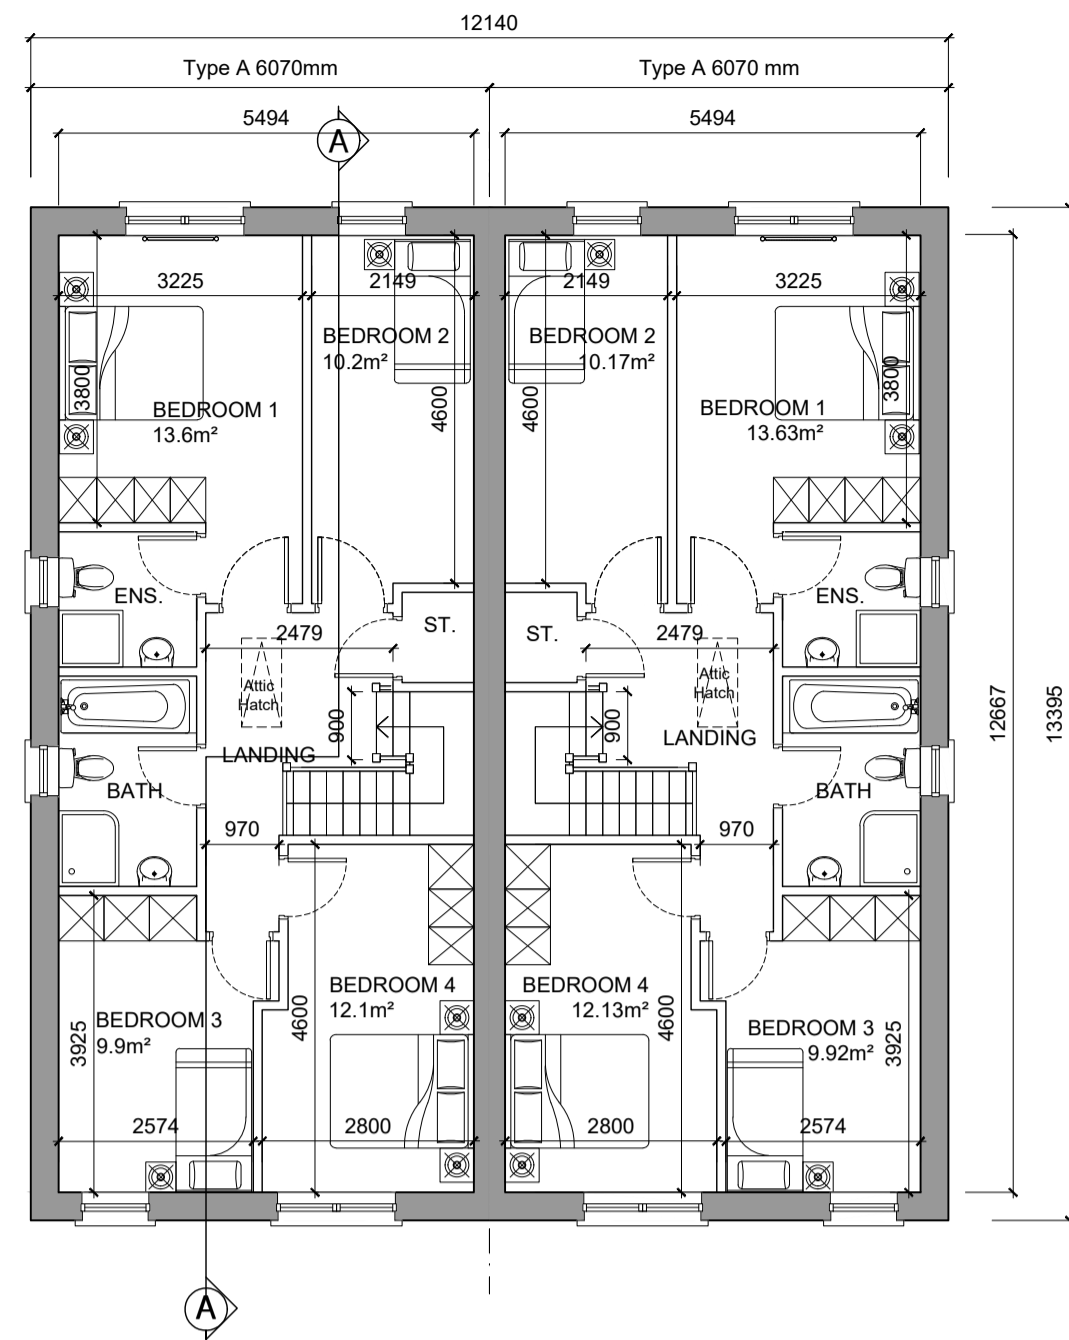 12140
Type A 6070mm
Type A 6070 mm
5494
5494
A
3225
2149
2149
3225
BEDROOM 2
10.2m²
BEDROOM 2
10.17m²
3800
BEDROOM 1
13.6m²
4600
4600
BEDROOM 1
13.63m²
3800
ENS.
ST.
ST.
ENS.
2479
2479
Attic
Hatch
Attic
Hatch
900
900
LANDING
LANDING
12667
13395
BATH
BATH
970
970
BEDROOM 4
12.1m²
BEDROOM 4
12.13m²
BEDROOM 3
9.9m²
BEDROOM 3
9.92m²
3925
4600
4600
3925
2574
2800
2800
2574
A